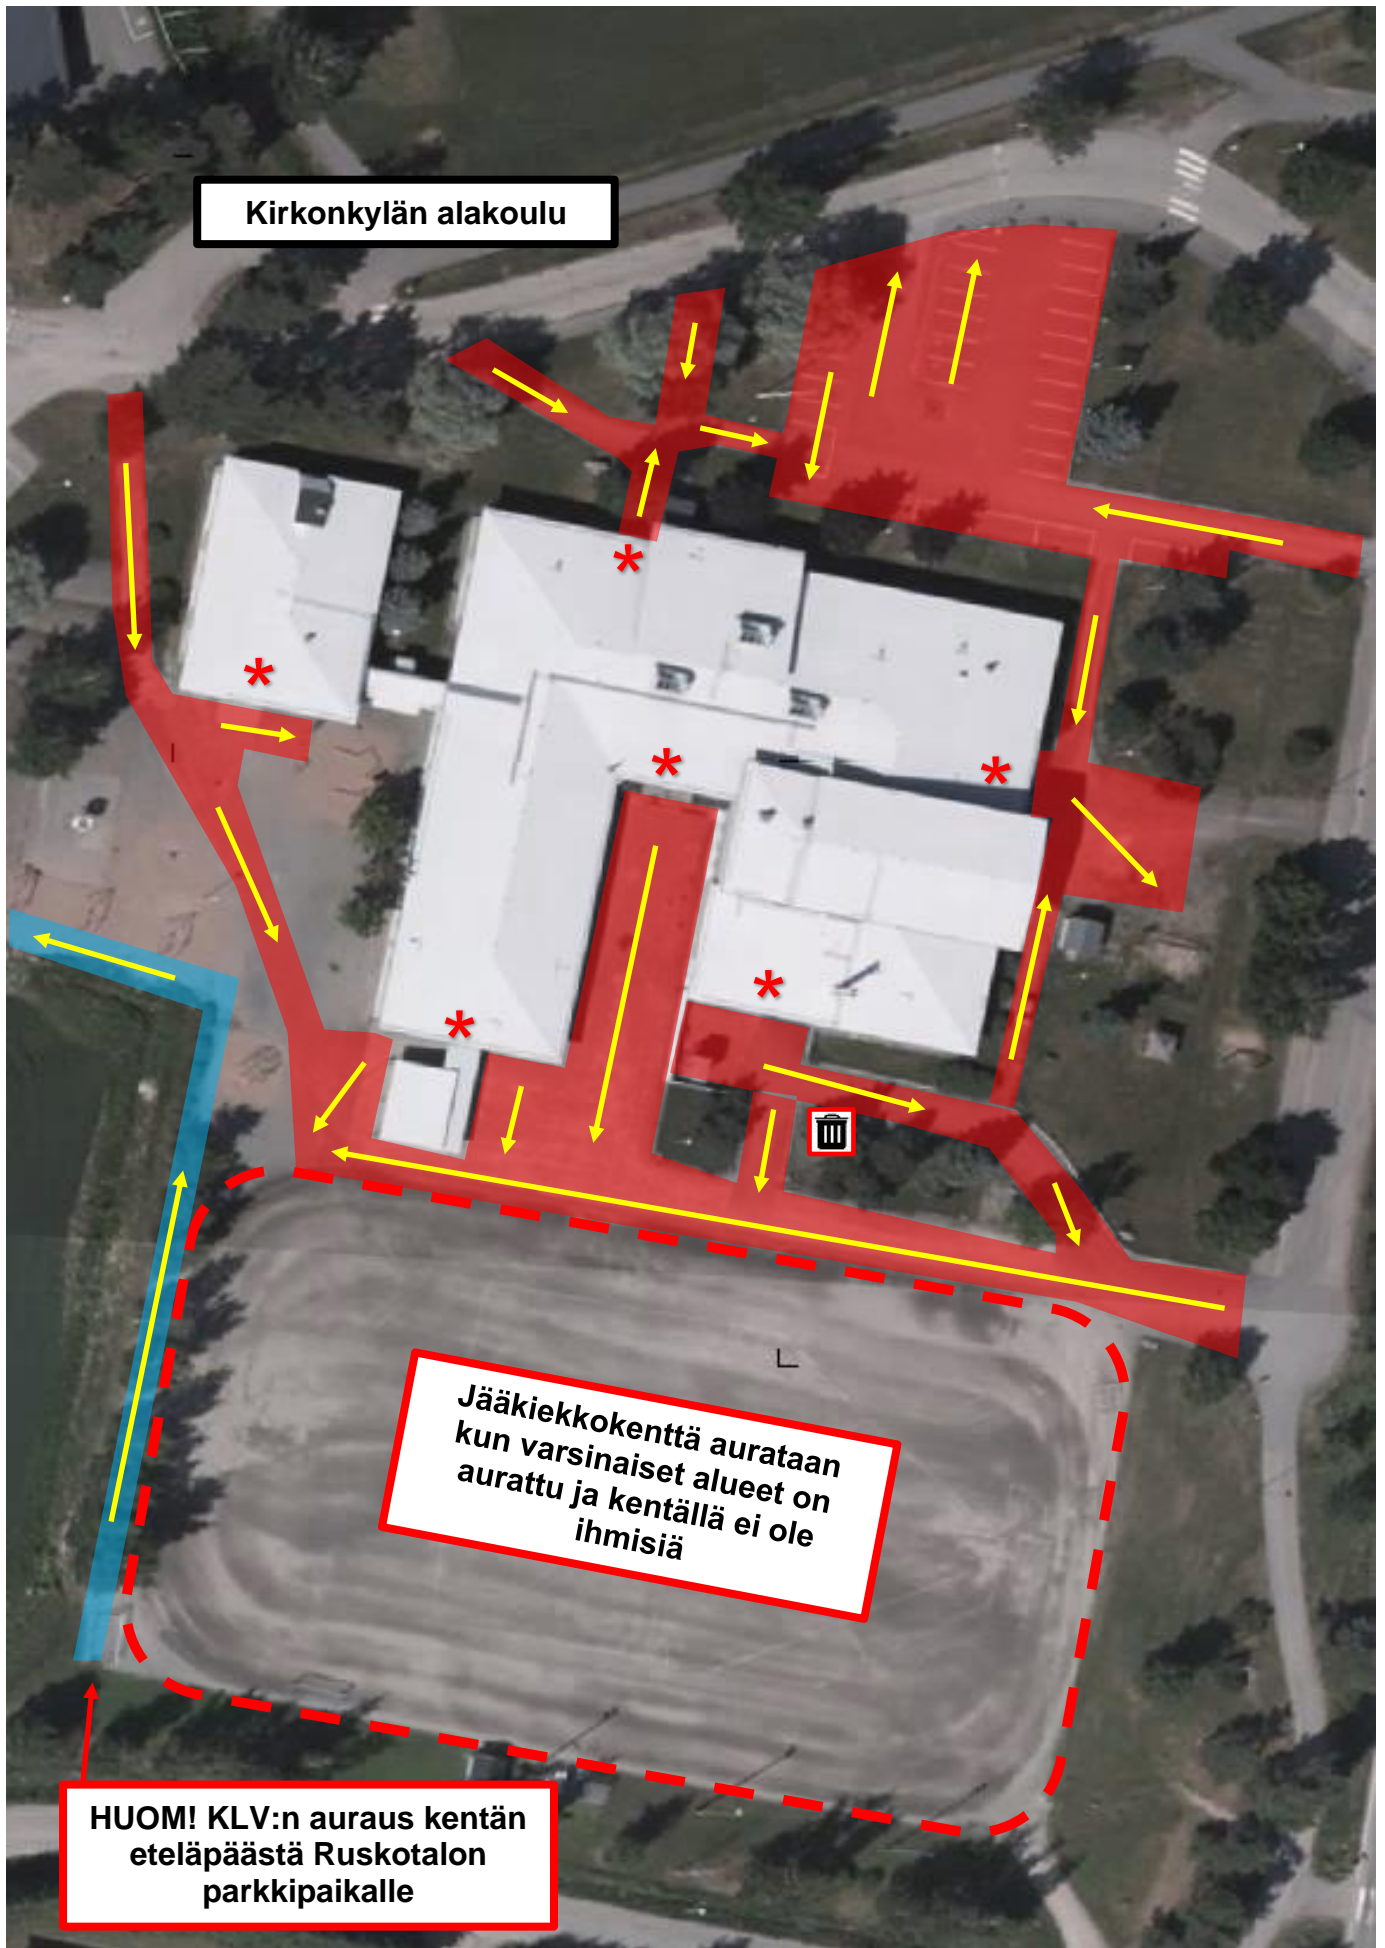 Kirkonkylän alakoulu
Jääkiekkokenttä aurataan
kun varsinaiset alueet on
aurattu ja kentällä ei ole
ihmisiä
HUOM! KLV:n auraus kentän
eteläpäästä Ruskotalon
parkkipaikalle